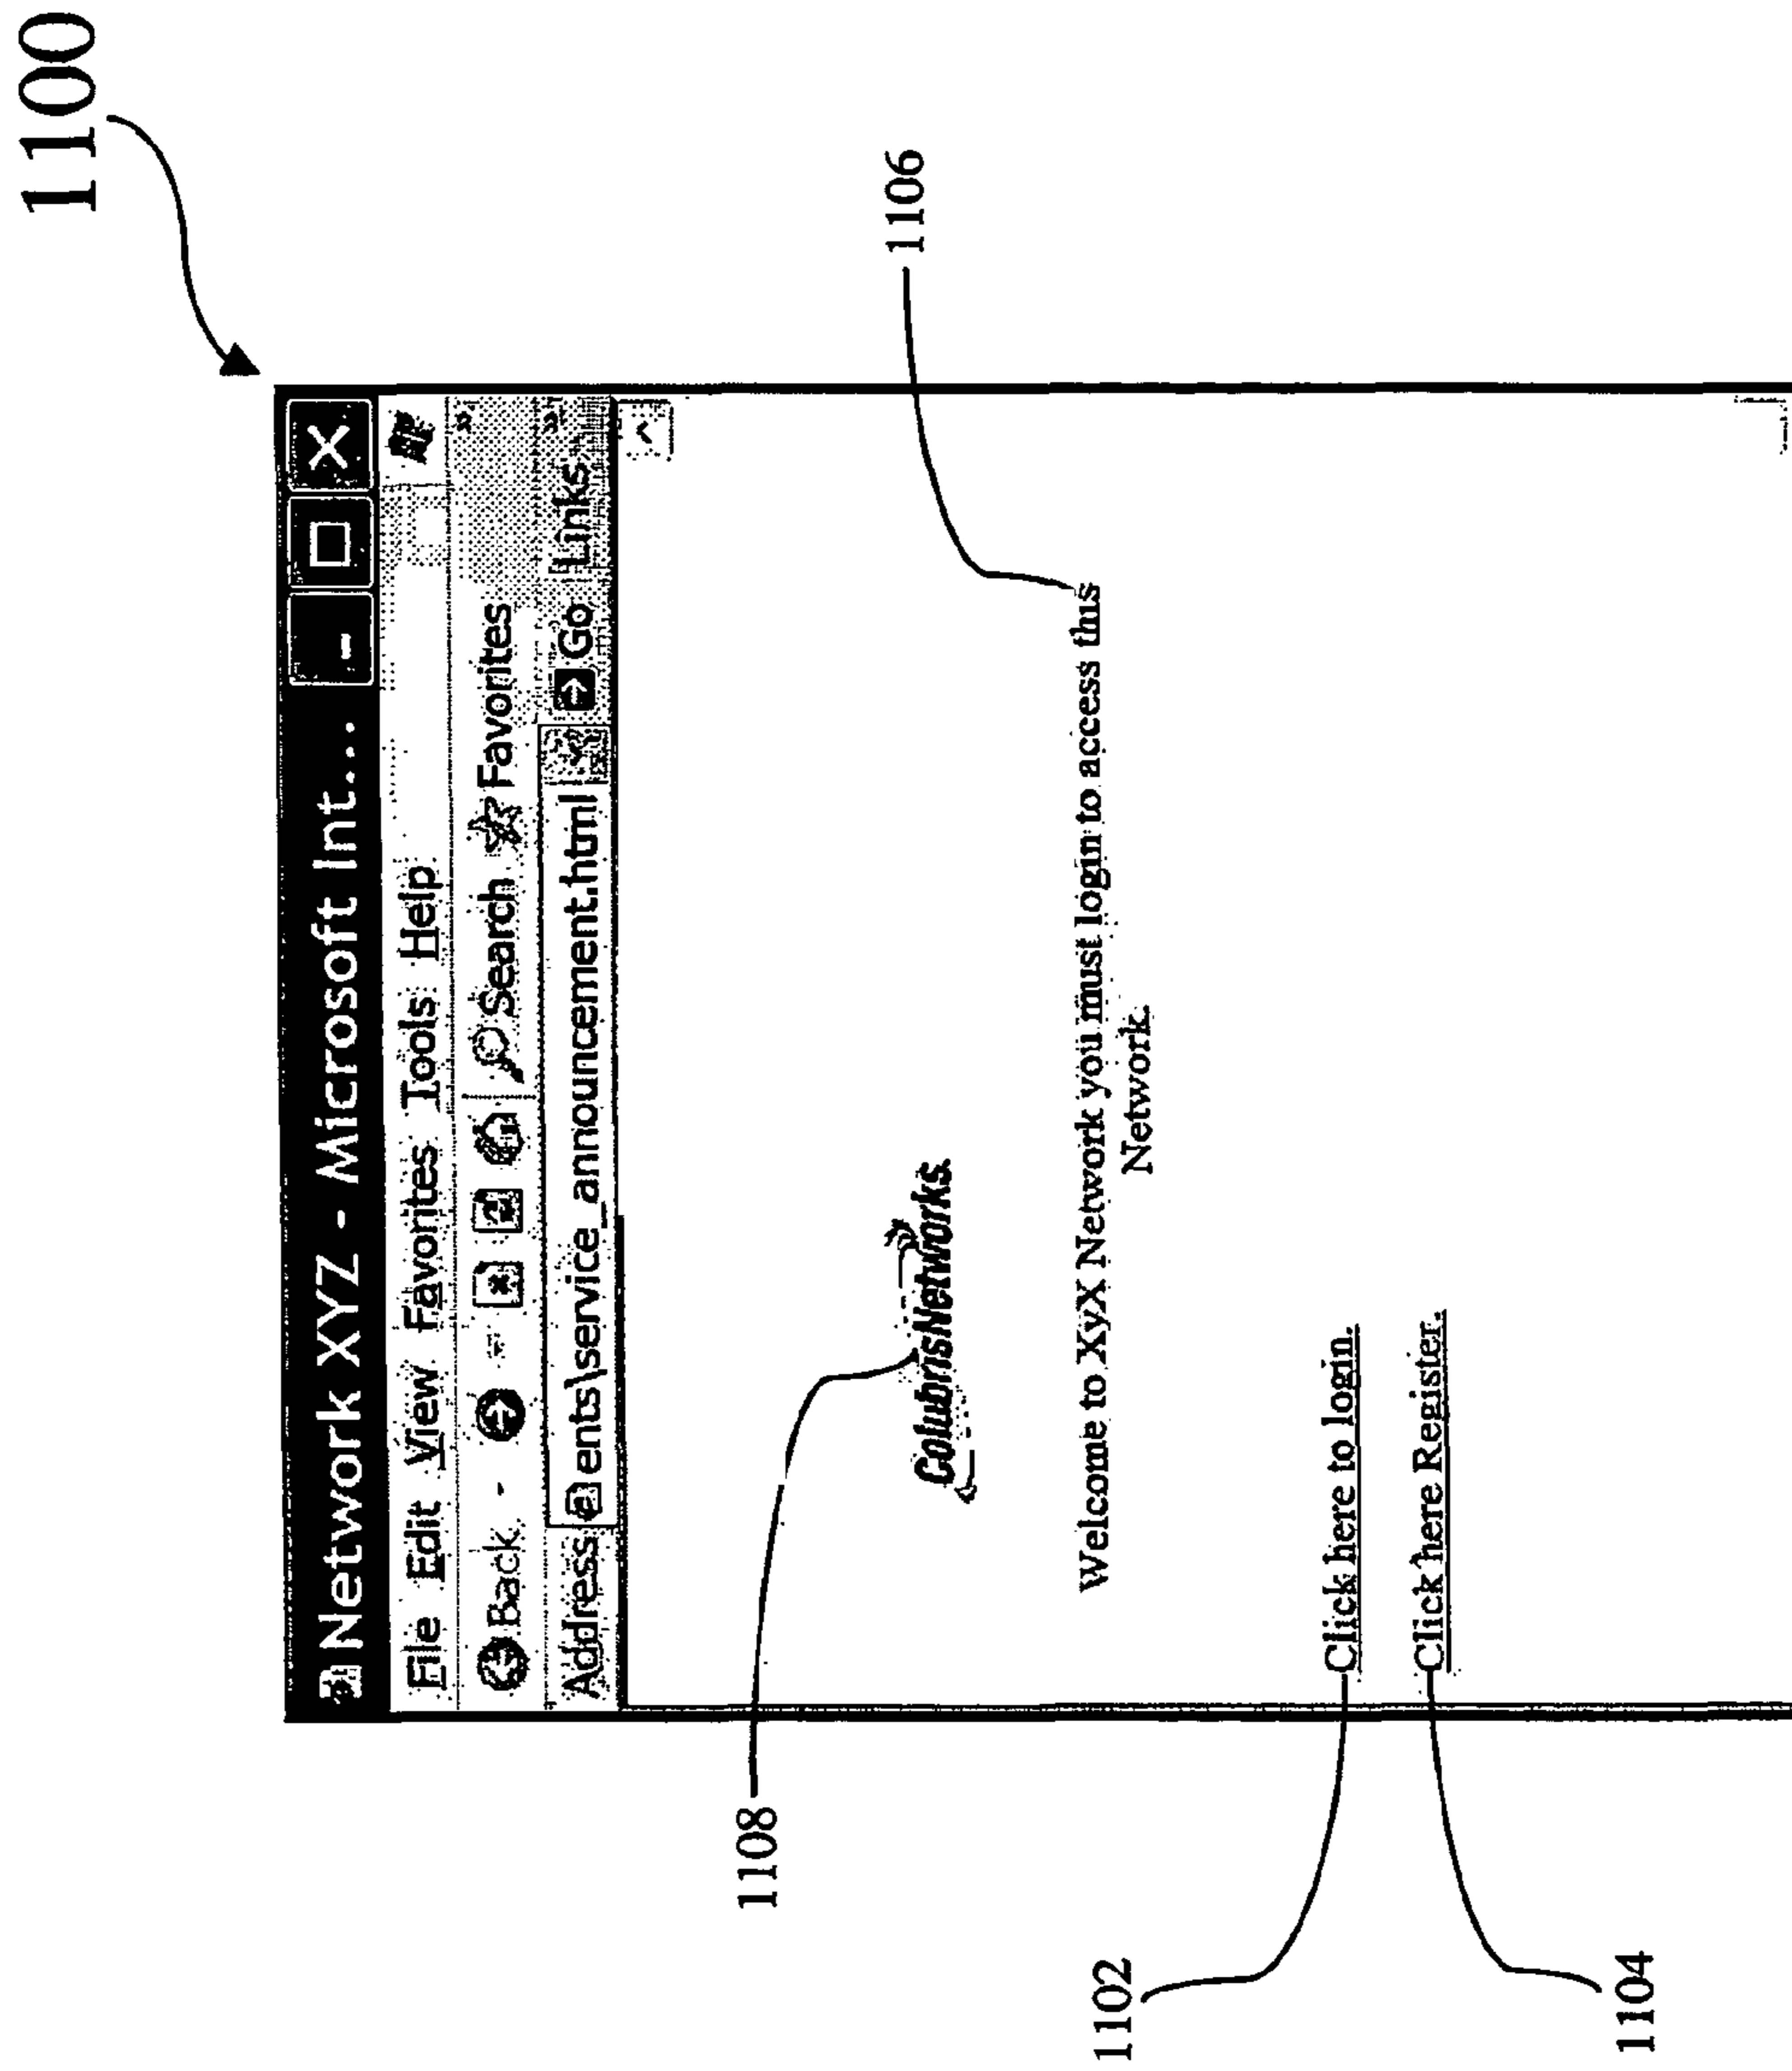 1100
Network XYZ - Microsoft Int...
File Edit View Favorites Tools Help
Back - Search Favorites »
Address ents\service_announcement.html Go Links »
1108
ColubrisNetworks.
1106
Welcome to XyX Network you must login to access this
Network.
1102
Click here to login.
1104
Click here Register.